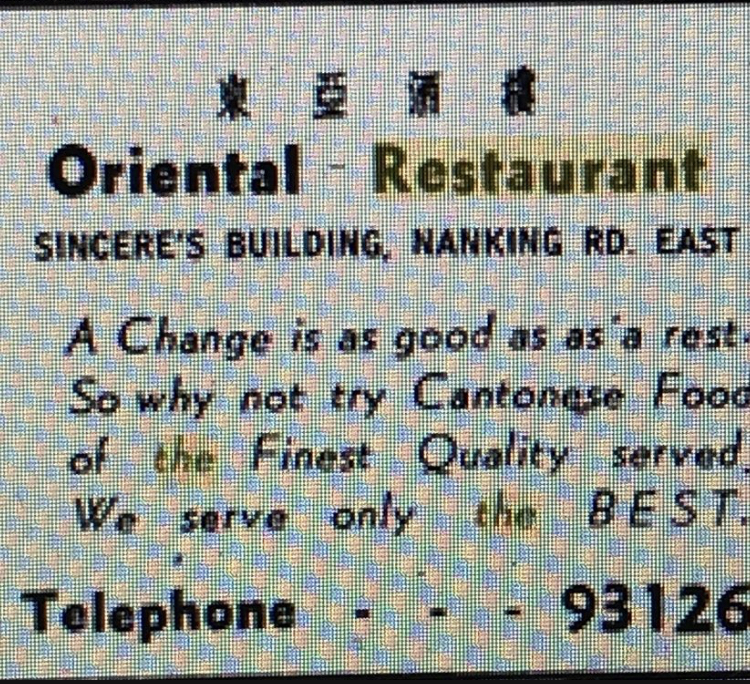 東亞酒樓
Oriental - Restaurant
SINCERE'S BUILDING, NANKING RD. EAST
A Change is as good as as'a rest.
So why not try Cantonese Food
of the Finest Quality served.
We serve only the BEST.
Telephone - - - 93126